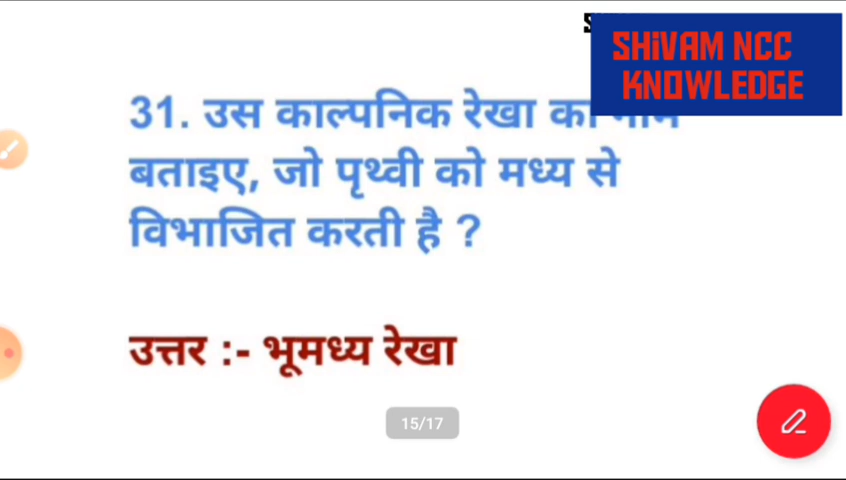 SHIVAM NCC
KNOWLEDGE
31. उस काल्पनिक रेखा का नाम
बताइए, जो पृथ्वी को मध्य से
विभाजित करती है ?
उत्तर :- भूमध्य रेखा
15/17